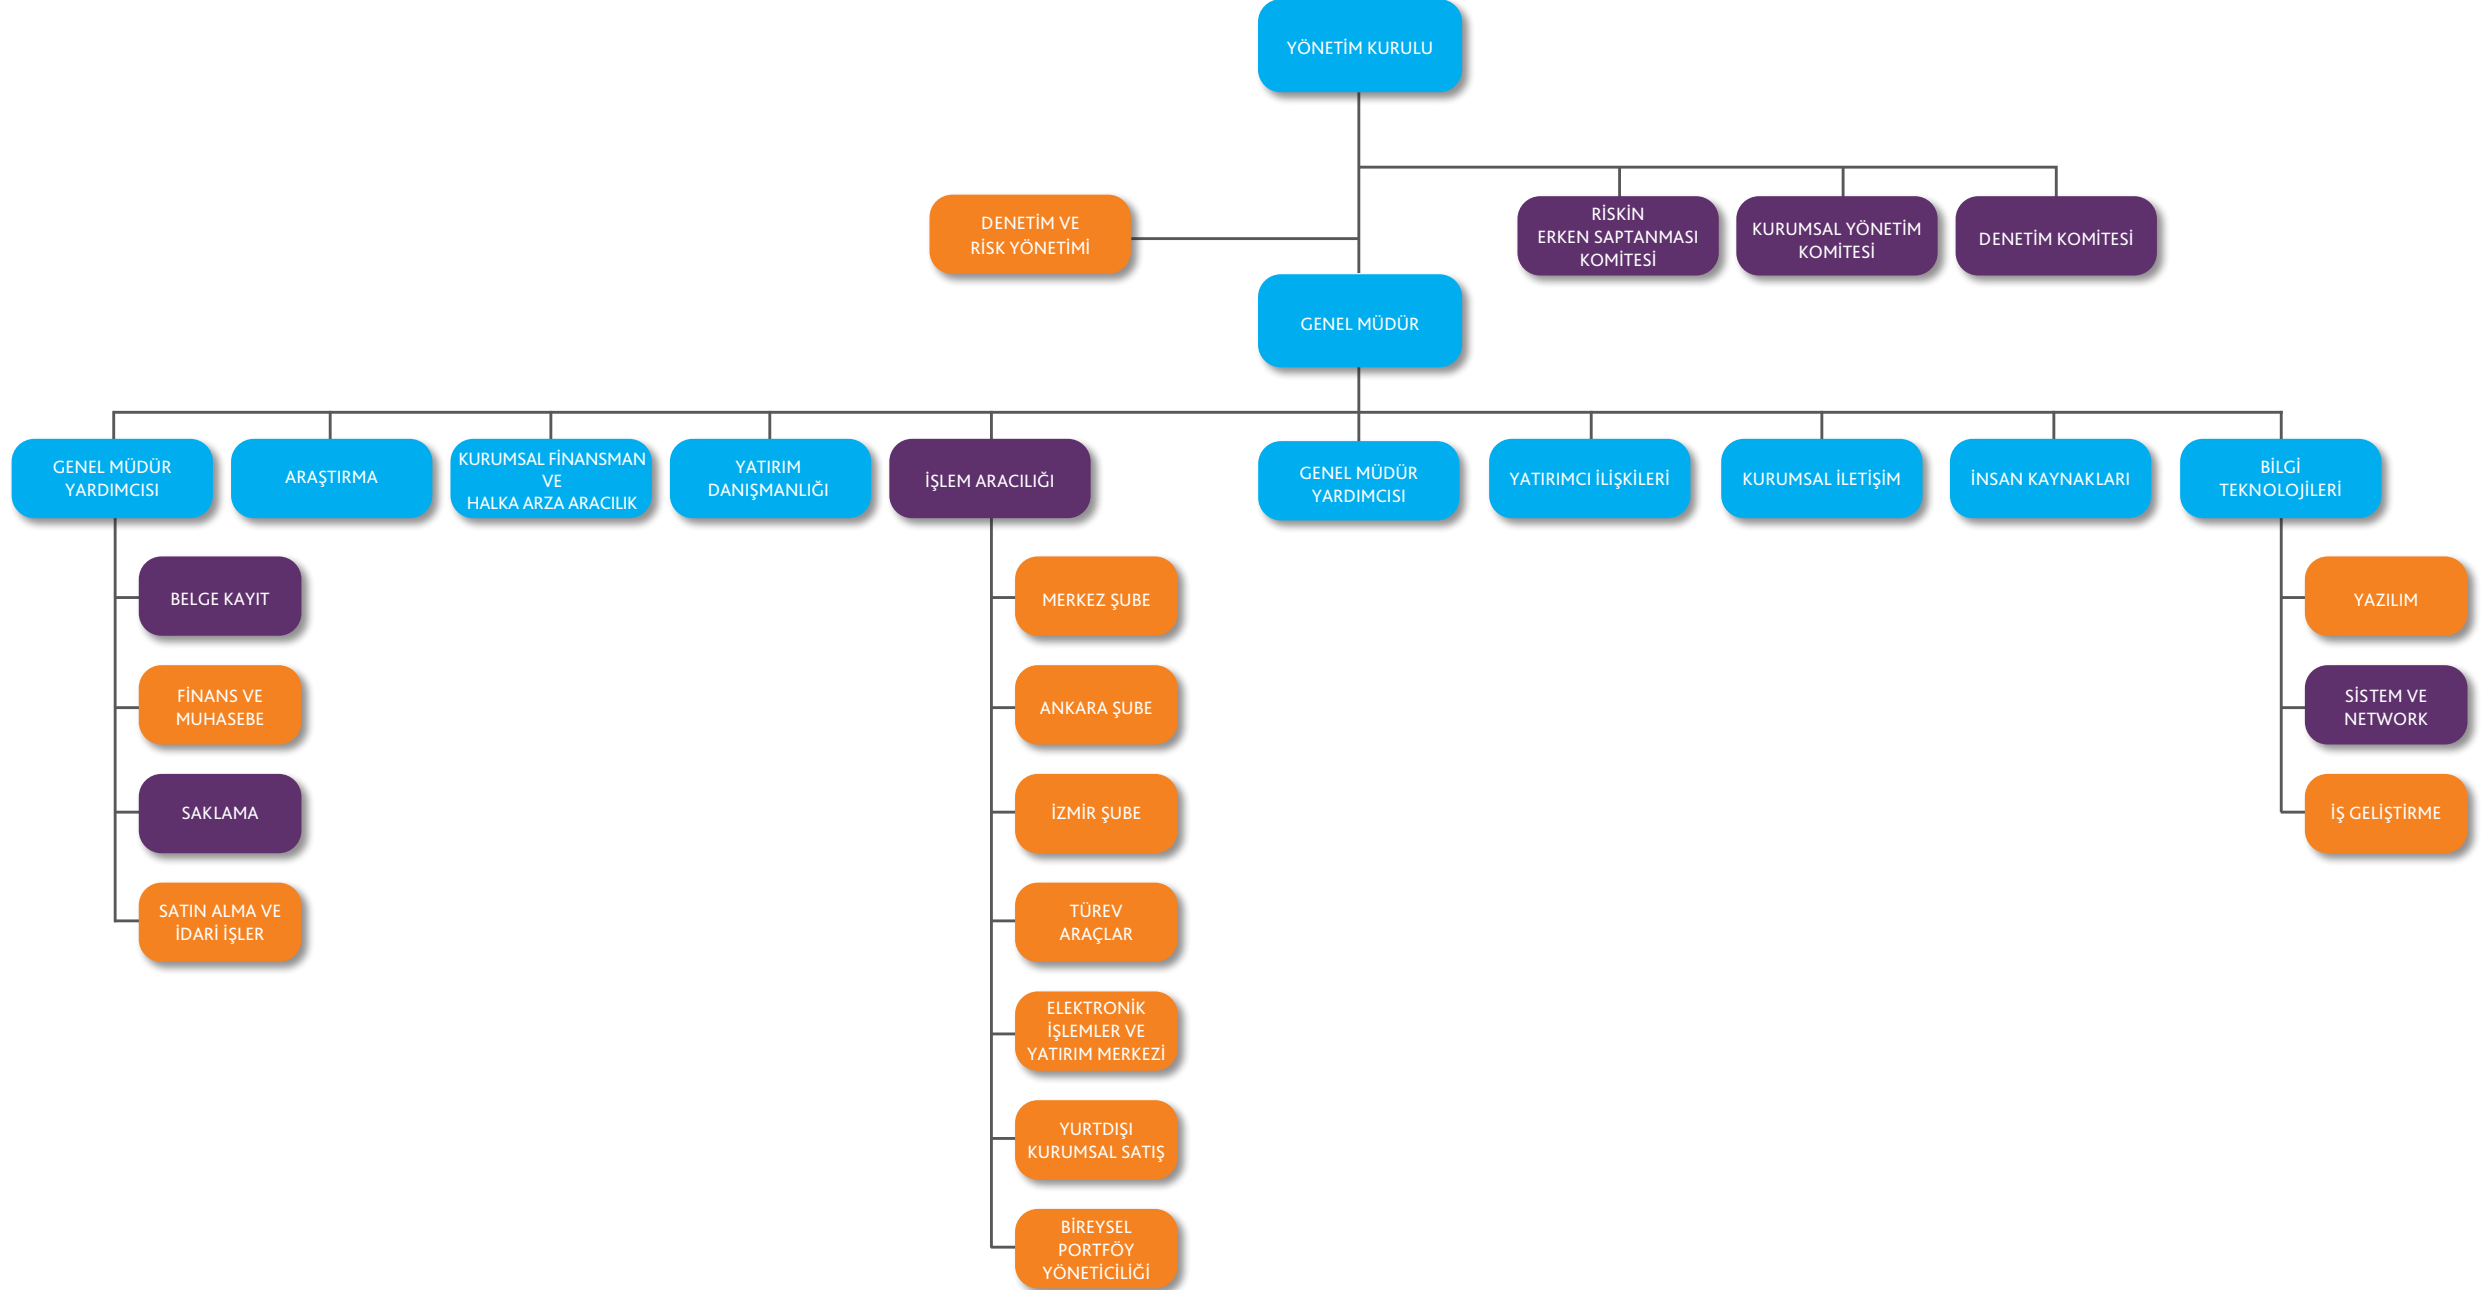 YÖNETİM KURULU
DENETİM VE
RİSK YÖNETİMİ
RİSKİN
ERKEN SAPTANMASI
KOMİTESİ
KURUMSAL YÖNETİM
KOMİTESİ
DENETİM KOMİTESİ
GENEL MÜDÜR
GENEL MÜDÜR
YARDIMCISI
ARAŞTIRMA
KURUMSAL FİNANSMAN
VE
HALKA ARZA ARACILIK
YATIRIM
DANIŞMANLIĞI
İŞLEM ARACILIĞI
GENEL MÜDÜR
YARDIMCISI
YATIRIMCI İLİŞKİLERİ
KURUMSAL İLETİŞİM
İNSAN KAYNAKLARI
BİLGİ
TEKNOLOJİLERİ
BELGE KAYIT
FİNANS VE
MUHASEBE
SAKLAMA
SATIN ALMA VE
İDARİ İŞLER
MERKEZ ŞUBE
ANKARA ŞUBE
İZMİR ŞUBE
TÜREV
ARAÇLAR
ELEKTRONİK
İŞLEMLER VE
YATIRIM MERKEZİ
YURTDIŞI
KURUMSAL SATIŞ
BİREYSEL
PORTFÖY
YÖNETİCİLİĞİ
YAZILIM
SİSTEM VE
NETWORK
İŞ GELİŞTİRME